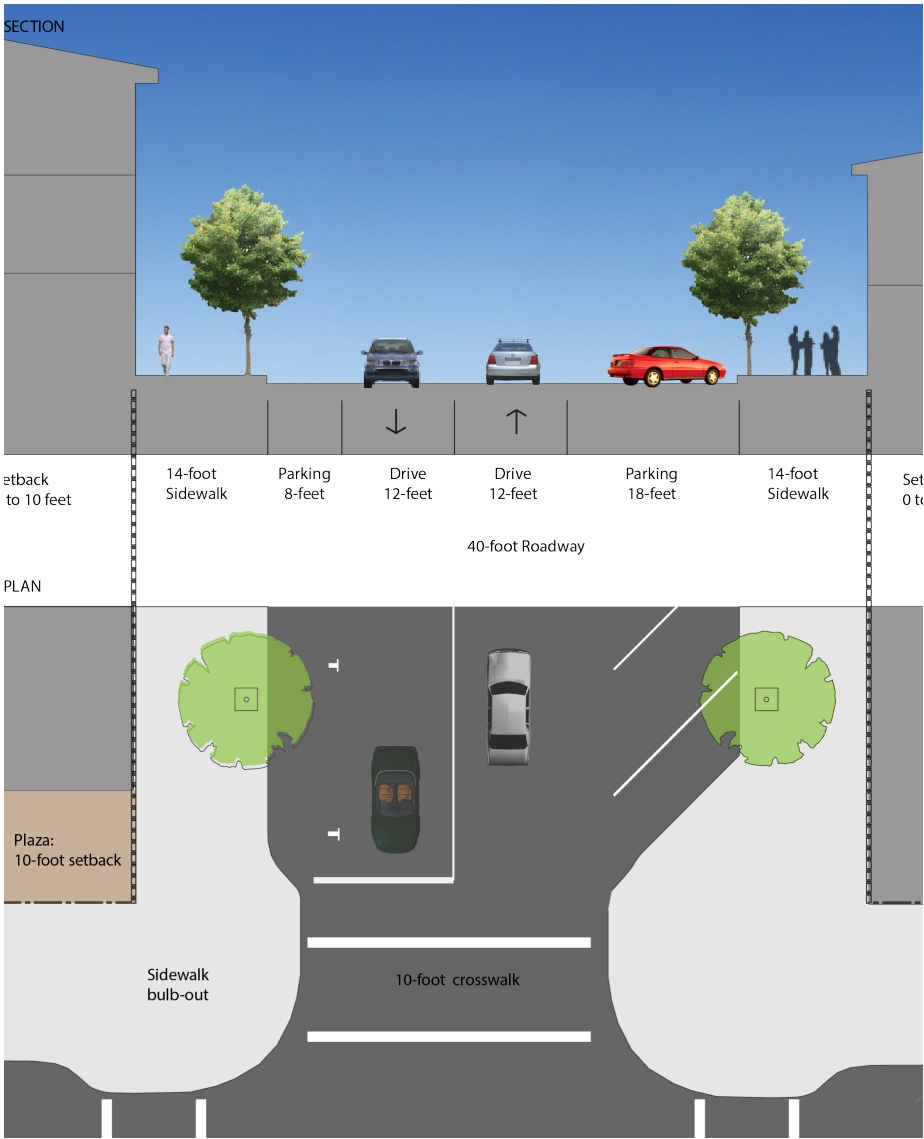 SECTION
etback
to 10 feet
14-foot
Sidewalk
Parking
8-feet
Drive
12-feet
Drive
12-feet
Parking
18-feet
14-foot
Sidewalk
Set
0 to
40-foot Roadway
PLAN
Plaza:
10-foot setback
Sidewalk
bulb-out
10-foot crosswalk